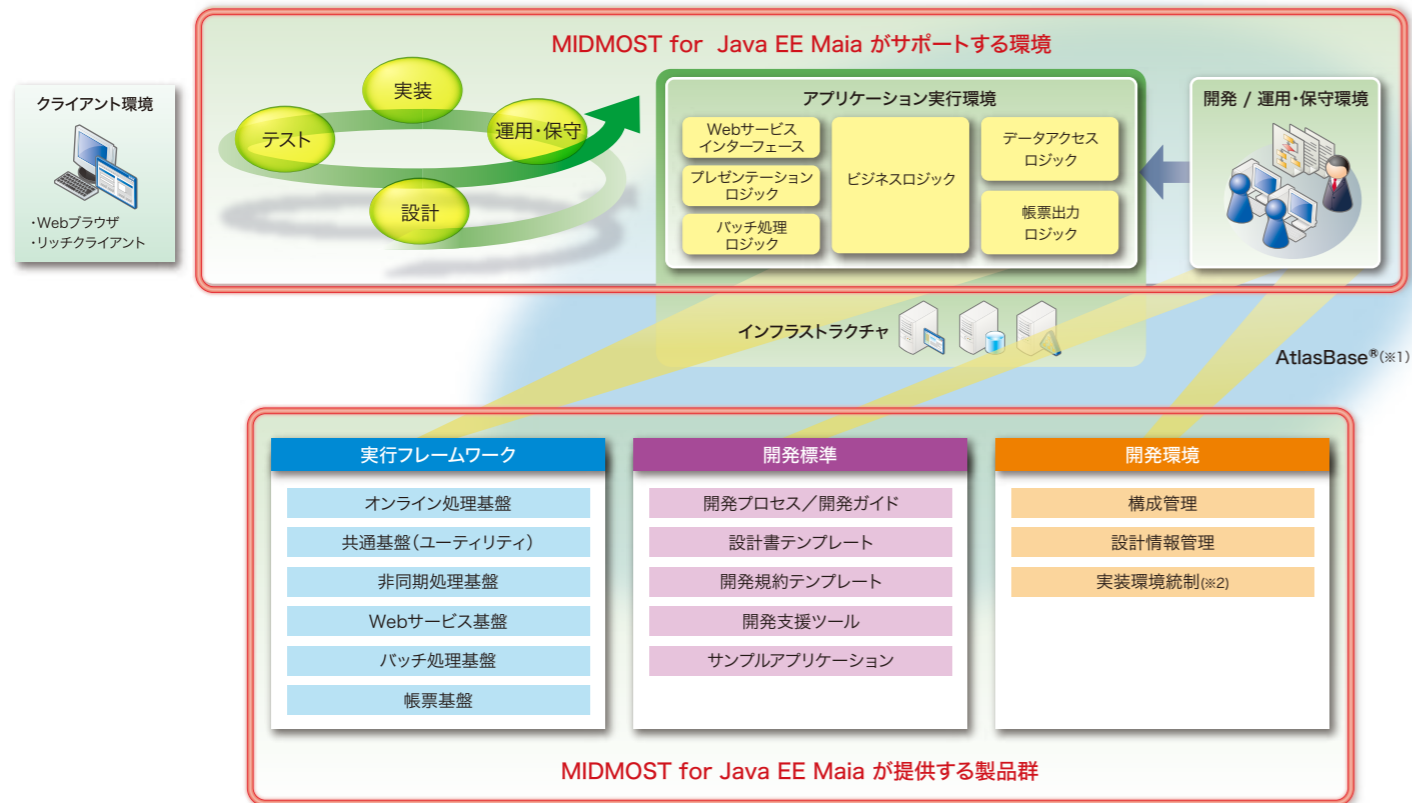 MIDMOST for Java EE Maia がサポートする環境
クライアント環境
・Webブラウザ
・リッチクライアント
実装
テスト
運用・保守
設計
アプリケーション実行環境
Webサービス
インターフェース
プレゼンテーション
ロジック
バッチ処理
ロジック
ビジネスロジック
データアクセス
ロジック
帳票出力
ロジック
開発 / 運用・保守環境
インフラストラクチャ
AtlasBase®(※1)
実行フレームワーク
オンライン処理基盤
共通基盤(ユーティリティ)
非同期処理基盤
Webサービス基盤
バッチ処理基盤
帳票基盤
開発標準
開発プロセス／開発ガイド
設計書テンプレート
開発規約テンプレート
開発支援ツール
サンプルアプリケーション
開発環境
構成管理
設計情報管理
実装環境統制(※2)
MIDMOST for Java EE Maia が提供する製品群